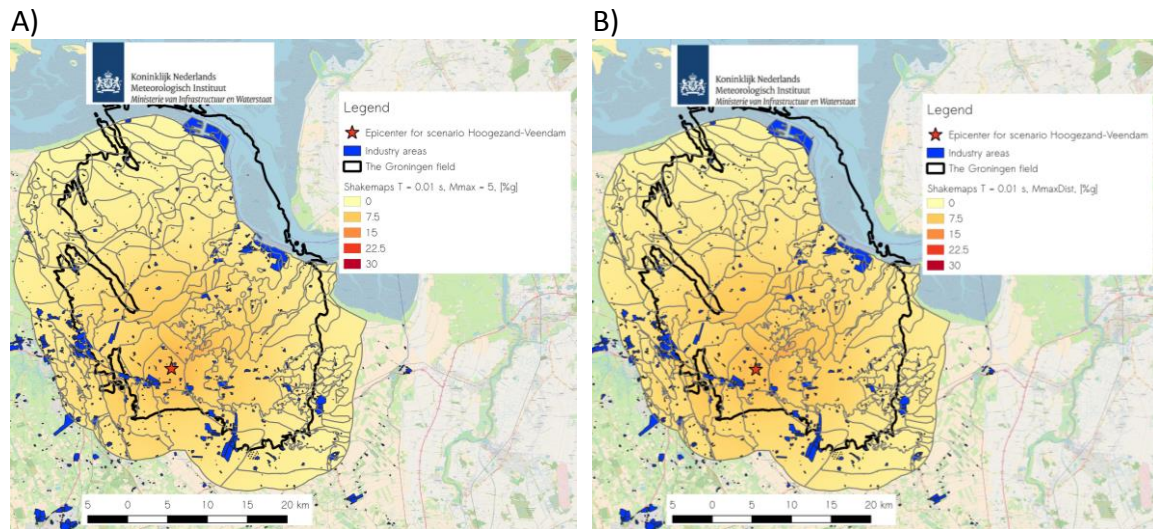 A)
Koninklijk Nederlands
Meteorologisch Instituut
Ministerie van Infrastructuur en Waterstaat
Legend
Epicenter for scenario Hoogezand-Veendam
Industry areas
The Groningen field
Shakemaps T = 0.01 s, Mmax = 5, [%g]
0
7.5
15
22.5
30
5 0 5 10 15 20 km
B)
Koninklijk Nederlands
Meteorologisch Instituut
Ministerie van Infrastructuur en Waterstaat
Legend
Epicenter for scenario Hoogezand-Veendam
Industry areas
The Groningen field
Shakemaps T = 0.01 s, MmaxDist, [%g]
0
7.5
15
22.5
30
5 0 5 10 15 20 km